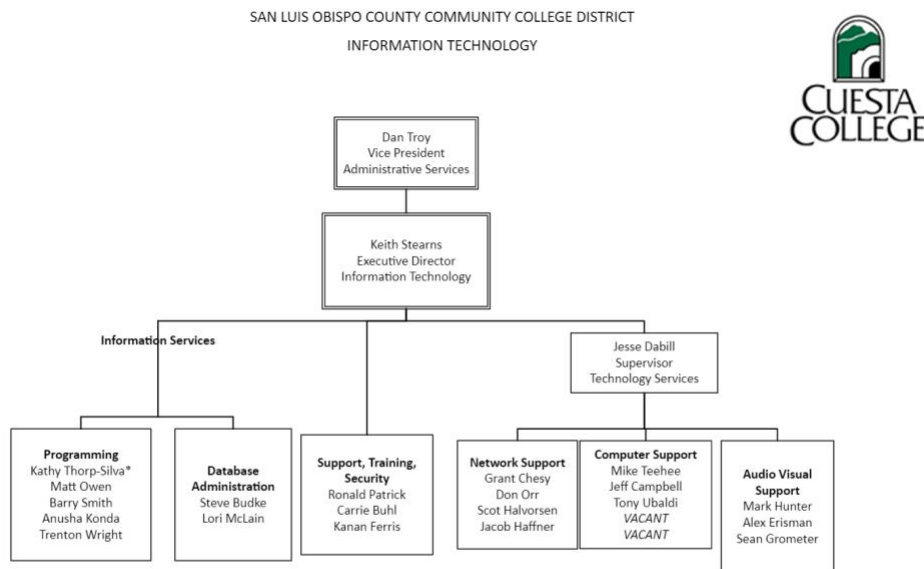 SAN LUIS OBISPO COUNTY COMMUNITY COLLEGE DISTRICT
INFORMATION TECHNOLOGY
CUESTA
COLLEGE
Dan Troy
Vice President
Administrative Services
Keith Stearns
Executive Director
Information Technology
Information Services
Jesse Dabill
Supervisor
Technology Services
Programming
Kathy Thorp-Silva*
Matt Owen
Barry Smith
Anusha Konda
Trenton Wright
Database
Administration
Steve Budke
Lori McLain
Support, Training,
Security
Ronald Patrick
Carrie Buhl
Kanan Ferris
Network Support
Grant Chesy
Don Orr
Scot Halvorsen
Jacob Haffner
Computer Support
Mike Teehee
Jeff Campbell
Tony Ubaldi
VACANT
VACANT
Audio Visual
Support
Mark Hunter
Alex Erisman
Sean Grometer